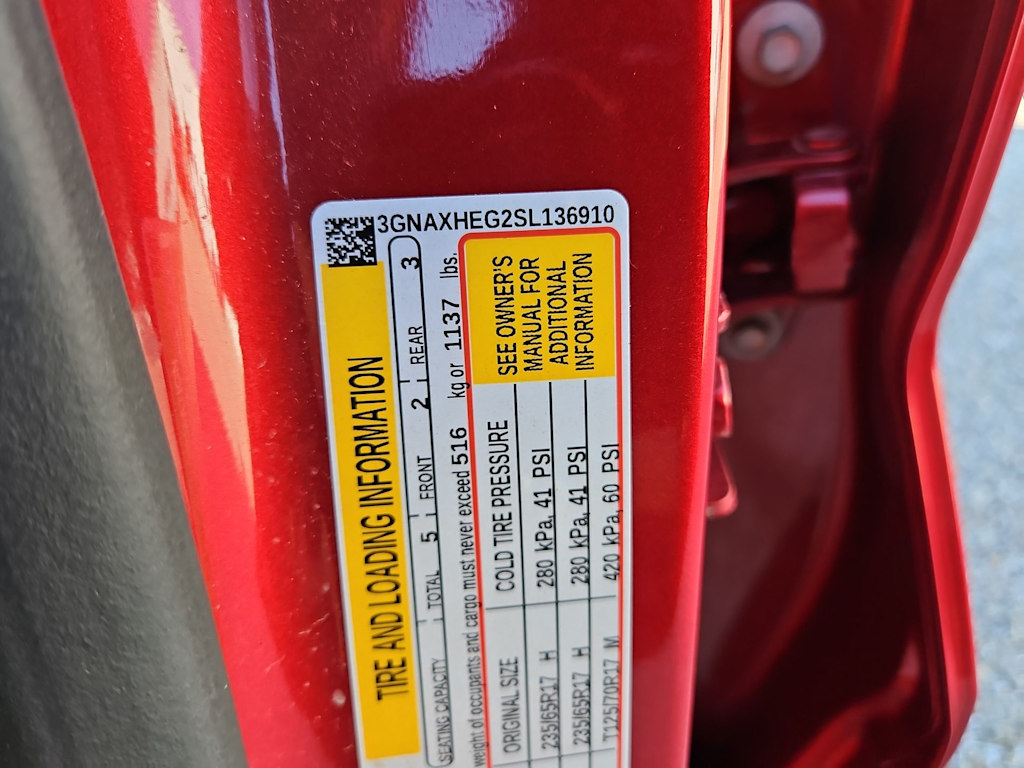 3GNAXHEG2SL136910
TIRE AND LOADING INFORMATION
SEATING CAPACITY TOTAL 5 FRONT 2 REAR 3
weight of occupants and cargo must never exceed 516 kg or 1137 lbs.
ORIGINAL SIZE COLD TIRE PRESSURE
235/65R17 H 280 kPa, 41 PSI
235/65R17 H 280 kPa, 41 PSI
T125/70R17 M 420 kPa, 60 PSI
SEE OWNER'S
MANUAL FOR
ADDITIONAL
INFORMATION